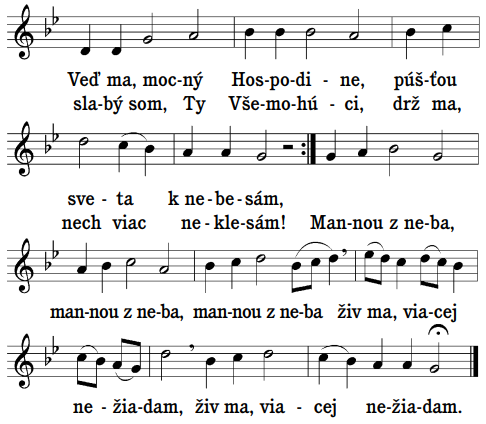 Veď ma, moc-ný Hos-po-di-ne, púš-ťou
sla-bý som, Ty Vše-mo-hú-ci, drž ma,
sve-ta k ne-be-sám,
nech viac ne-kle-sám! Man-nou z ne-ba,
man-nou z ne-ba, man-nou z ne-ba živ ma, via-cej
ne-žia-dam, živ ma, via-cej ne-žia-dam.